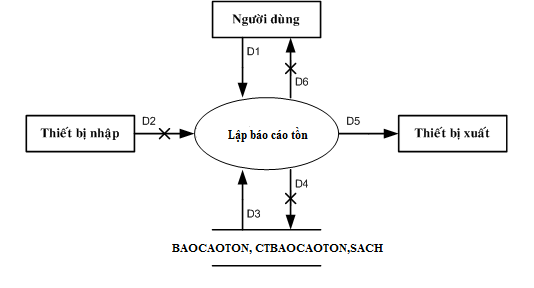 Người dùng
D1
D6
D2
D5
Thiết bị nhập
Lập báo cáo tồn
Thiết bị xuất
D4
D3
BAOCAOTON, CTBAOCAOTON,SACH